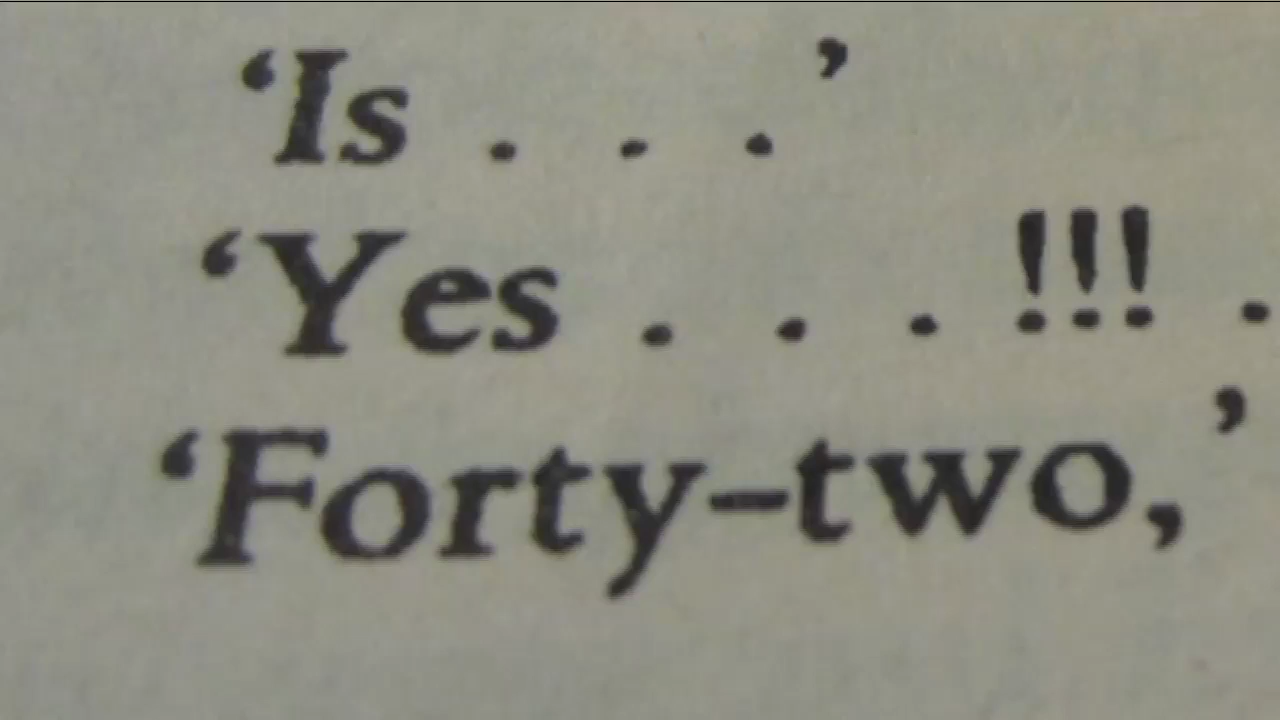 ‘Is . . .’
‘Yes . . . !!! .
‘Forty-two,’